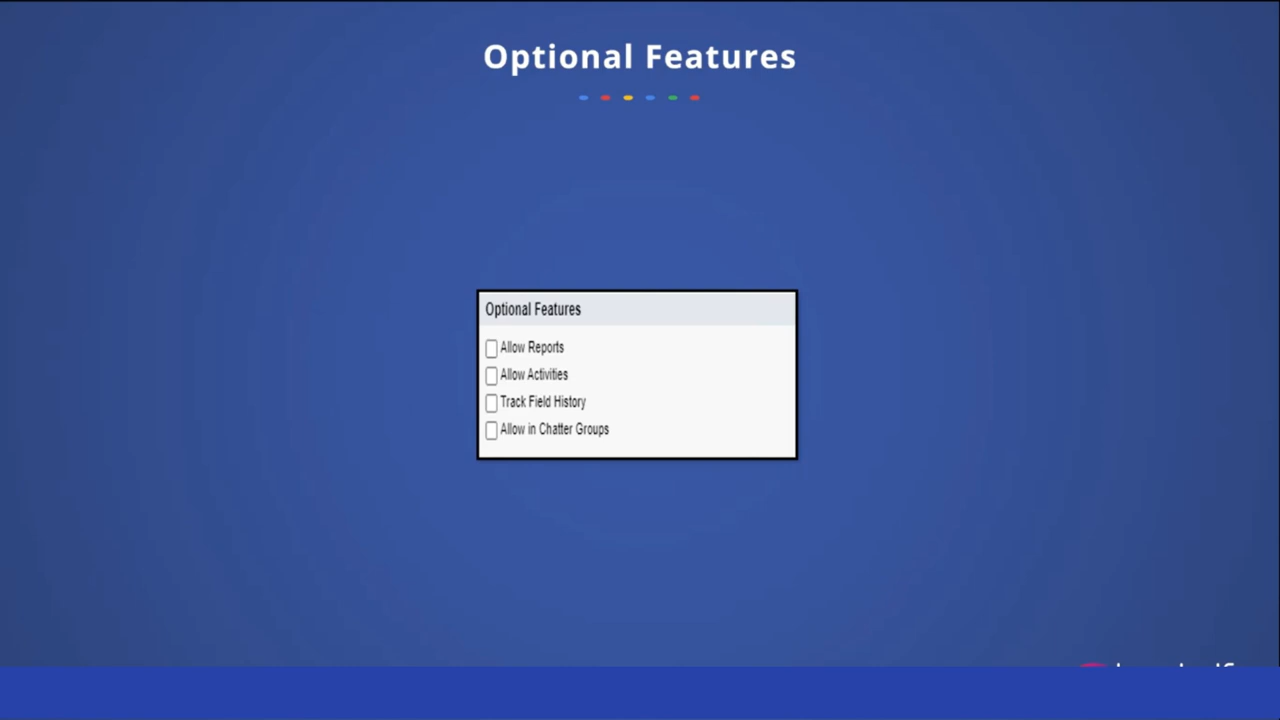 Optional Features
Optional Features
Allow Reports
Allow Activities
Track Field History
Allow in Chatter Groups